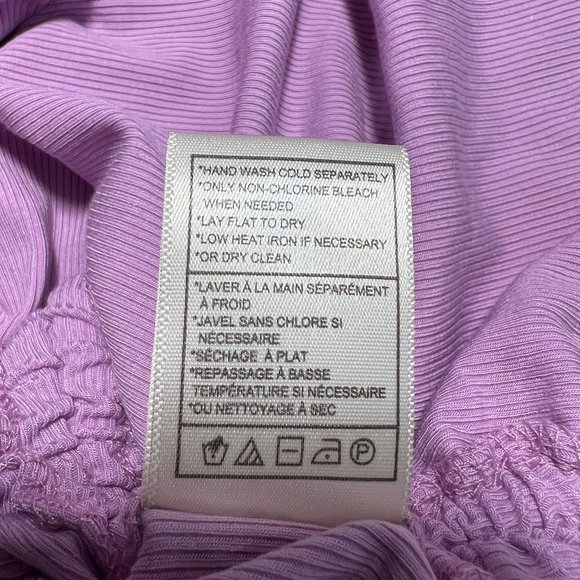 *HAND WASH COLD SEPARATELY
*ONLY NON-CHLORINE BLEACH
WHEN NEEDED
*LAY FLAT TO DRY
*LOW HEAT IRON IF NECESSARY
*OR DRY CLEAN
*LAVER À LA MAIN SÉPARÉMENT
À FROID
*JAVEL SANS CHLORE SI
NÉCESSAIRE
*SÉCHAGE À PLAT
*REPASSAGE À BASSE
TEMPÉRATURE SI NÉCESSAIRE
*OU NETTOYAGE À SEC
P